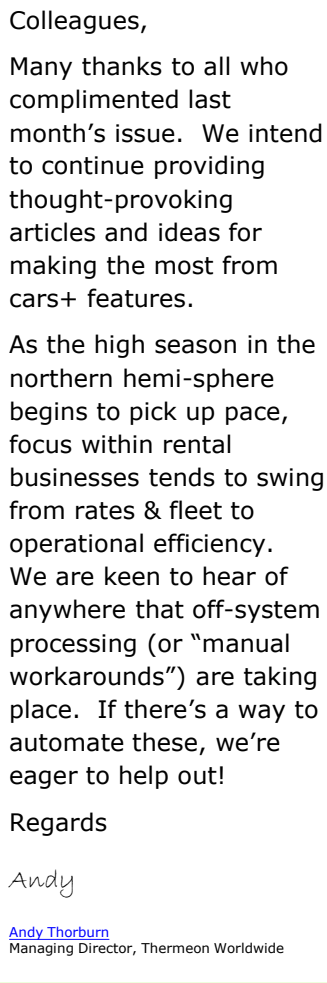 Colleagues,
Many thanks to all who
complimented last
month’s issue.  We intend
to continue providing
thought-provoking
articles and ideas for
making the most from
cars+ features.
As the high season in the
northern hemi-sphere
begins to pick up pace,
focus within rental
businesses tends to swing
from rates & fleet to
operational efficiency.
We are keen to hear of
anywhere that off-system
processing (or “manual
workarounds”) are taking
place.  If there’s a way to
automate these, we’re
eager to help out!
Regards
Andy
Andy Thorburn
Managing Director, Thermeon Worldwide